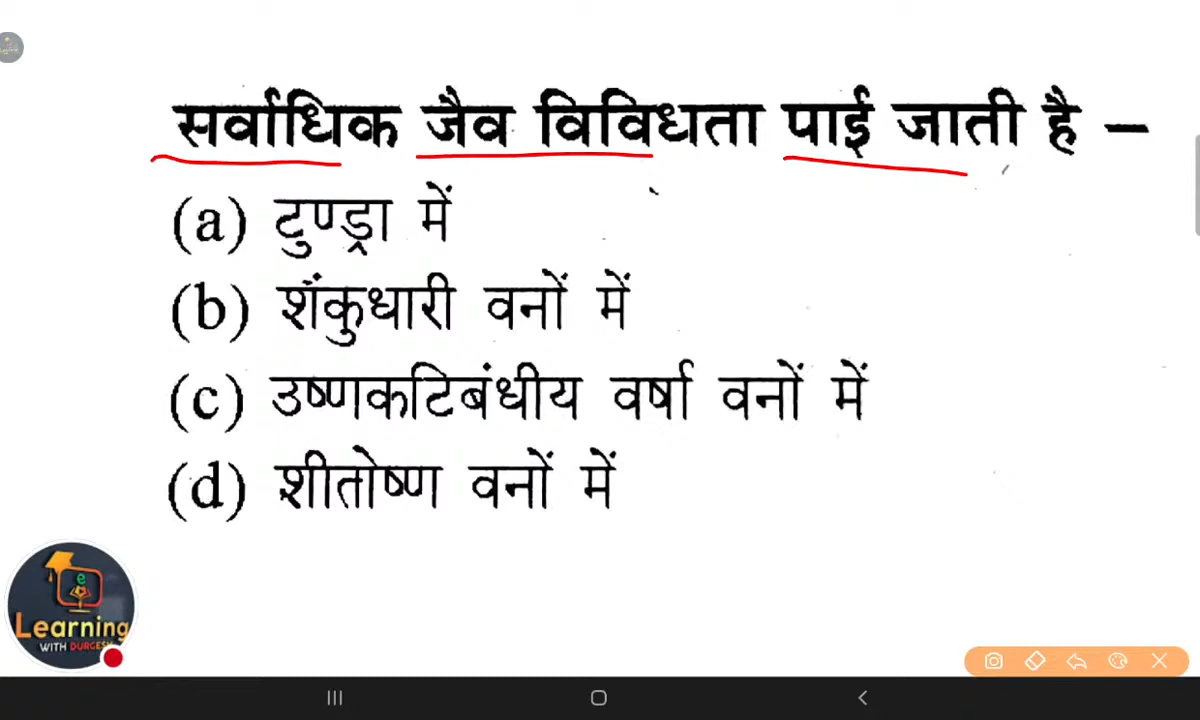 सर्वाधिक जैव विविधता पाई जाती है –
(a) टुण्ड्रा में
(b) शंकुधारी वनों में
(c) उष्णकटिबंधीय वर्षा वनों में
(d) शीतोष्ण वनों में
e
Learning
WITH DURGESH